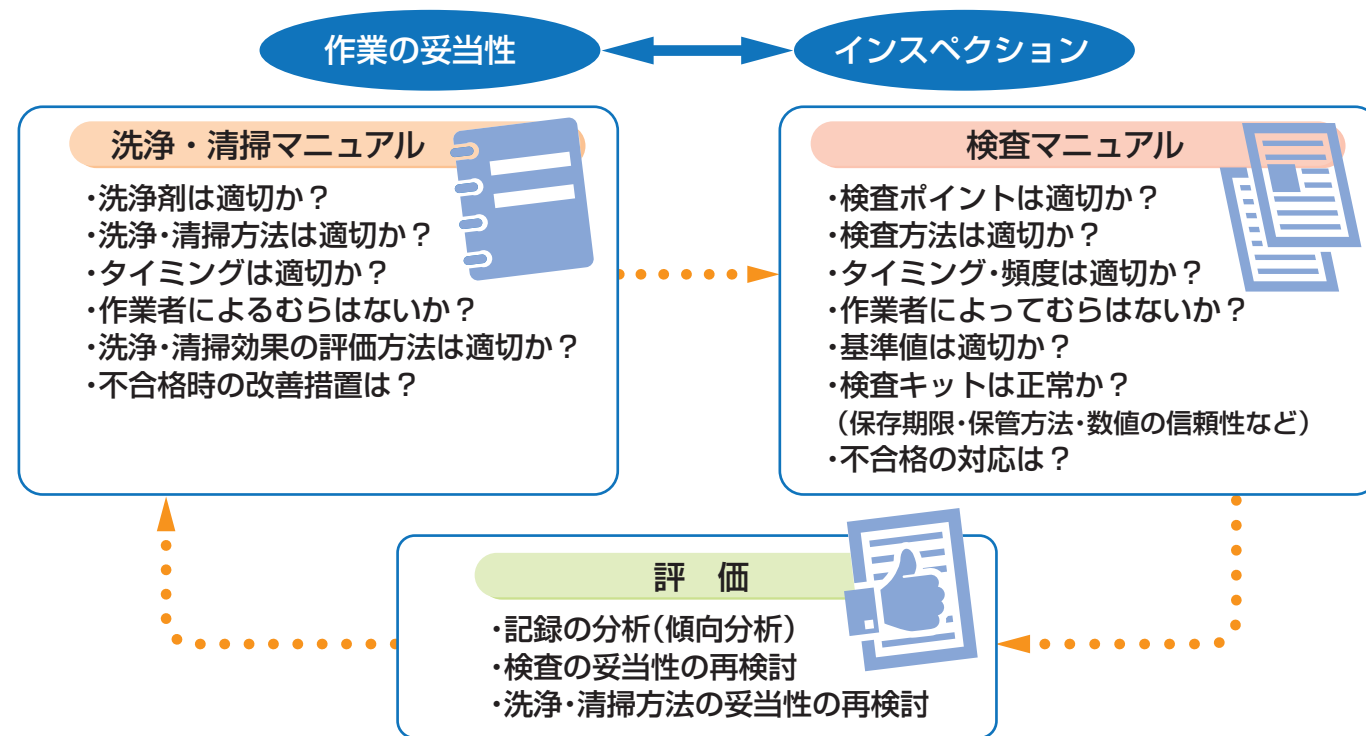 作業の妥当性
インスペクション
洗浄・清掃マニュアル
・洗浄剤は適切か？
・洗浄・清掃方法は適切か？
・タイミングは適切か？
・作業者によるむらはないか？
・洗浄・清掃効果の評価方法は適切か？
・不合格時の改善措置は？
検査マニュアル
・検査ポイントは適切か？
・検査方法は適切か？
・タイミング・頻度は適切か？
・作業者によってむらはないか？
・基準値は適切か？
・検査キットは正常か？
（保存期限・保管方法・数値の信頼性など）
・不合格の対応は？
評　価
・記録の分析（傾向分析）
・検査の妥当性の再検討
・洗浄・清掃方法の妥当性の再検討